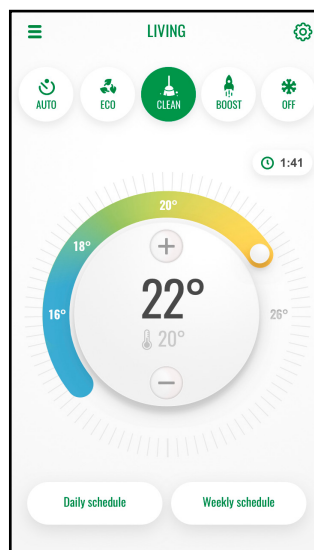 LIVING
AUTO
ECO
CLEAN
BOOST
OFF
1:41
20°
18°
16°
26°
22°
20°
Daily schedule
Weekly schedule